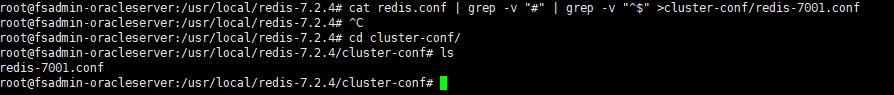 root@fsadmin-oracleserver:/usr/local/redis-7.2.4# cat redis.conf | grep -v "#" | grep -v "^$" >cluster-conf/redis-7001.conf
root@fsadmin-oracleserver:/usr/local/redis-7.2.4# ^C
root@fsadmin-oracleserver:/usr/local/redis-7.2.4# cd cluster-conf/
root@fsadmin-oracleserver:/usr/local/redis-7.2.4/cluster-conf# ls
redis-7001.conf
root@fsadmin-oracleserver:/usr/local/redis-7.2.4/cluster-conf#